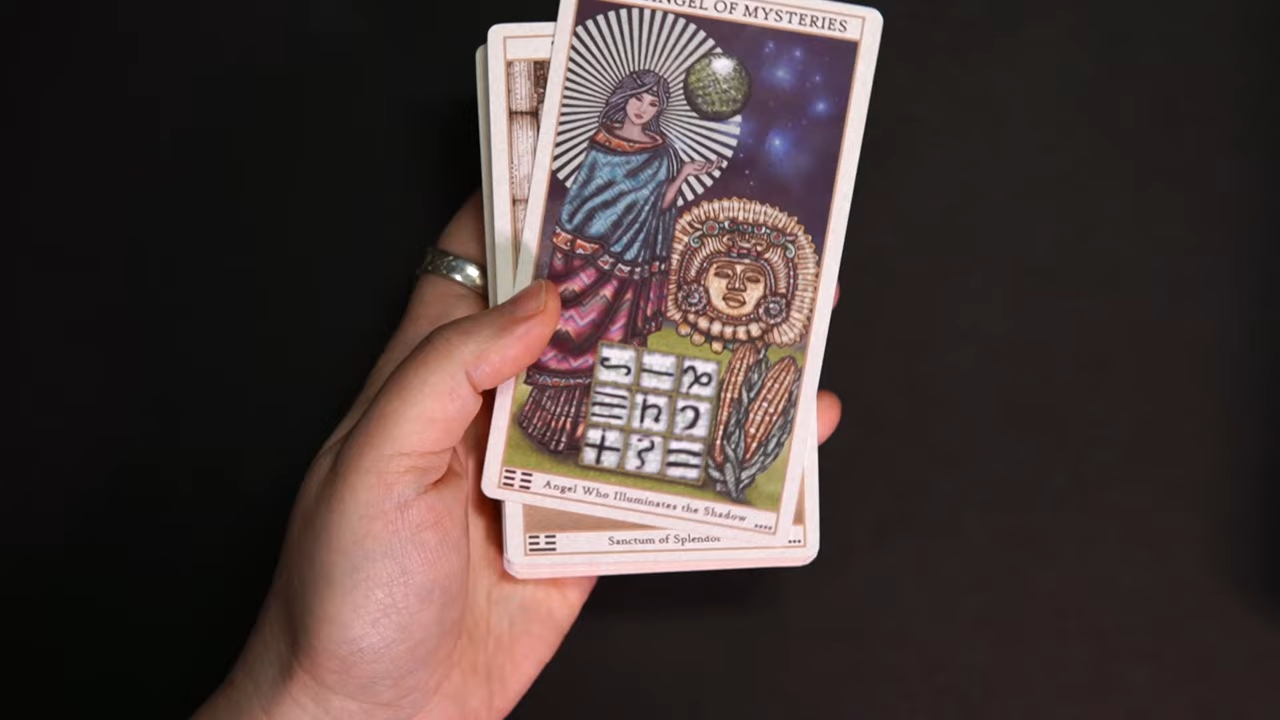 ANGEL OF MYSTERIES
Angel Who Illuminates the Shadow
Sanctum of Splendor